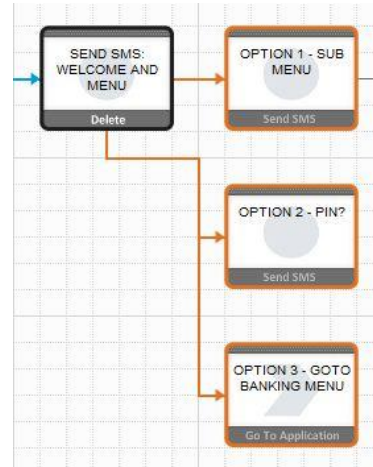 SEND SMS:
WELCOME AND
MENU
Delete
OPTION 1 - SUB
MENU
Send SMS
OPTION 2 - PIN?
Send SMS
OPTION 3 - GOTO
BANKING MENU
Go To Application